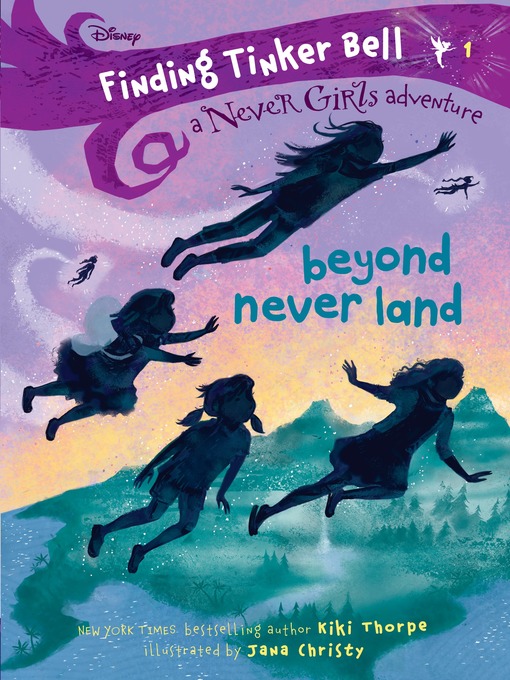 Disney
Finding Tinker Bell 1
a Never Girls adventure
beyond
never land
NEW YORK TIMES bestselling author Kiki Thorpe
illustrated by Jana Christy